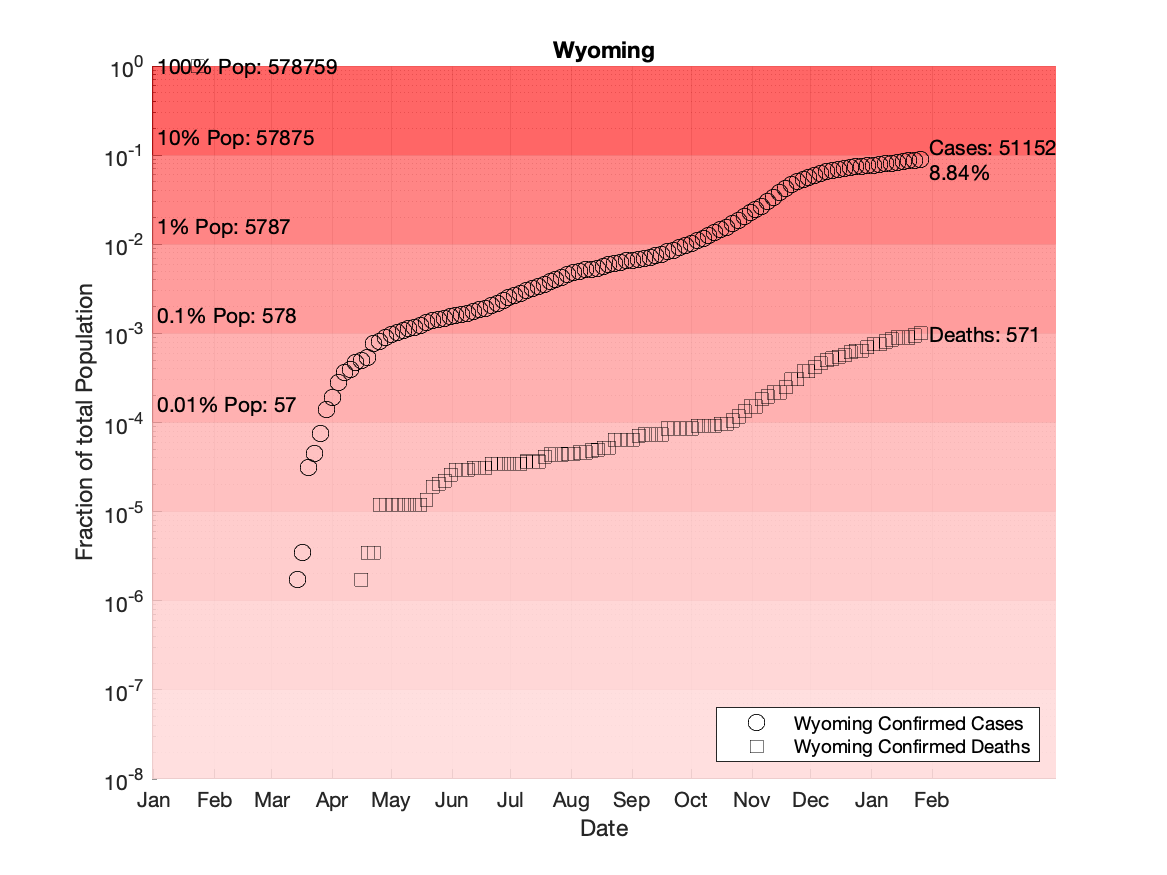 Wyoming
10^0
100% Pop: 578759
10% Pop: 57875
10^-1
Cases: 51152
8.84%
1% Pop: 5787
10^-2
0.1% Pop: 578
10^-3
Deaths: 571
0.01% Pop: 57
10^-4
10^-5
10^-6
10^-7
10^-8
Fraction of total Population
Wyoming Confirmed Cases
Wyoming Confirmed Deaths
Jan Feb Mar Apr May Jun Jul Aug Sep Oct Nov Dec Jan Feb
Date